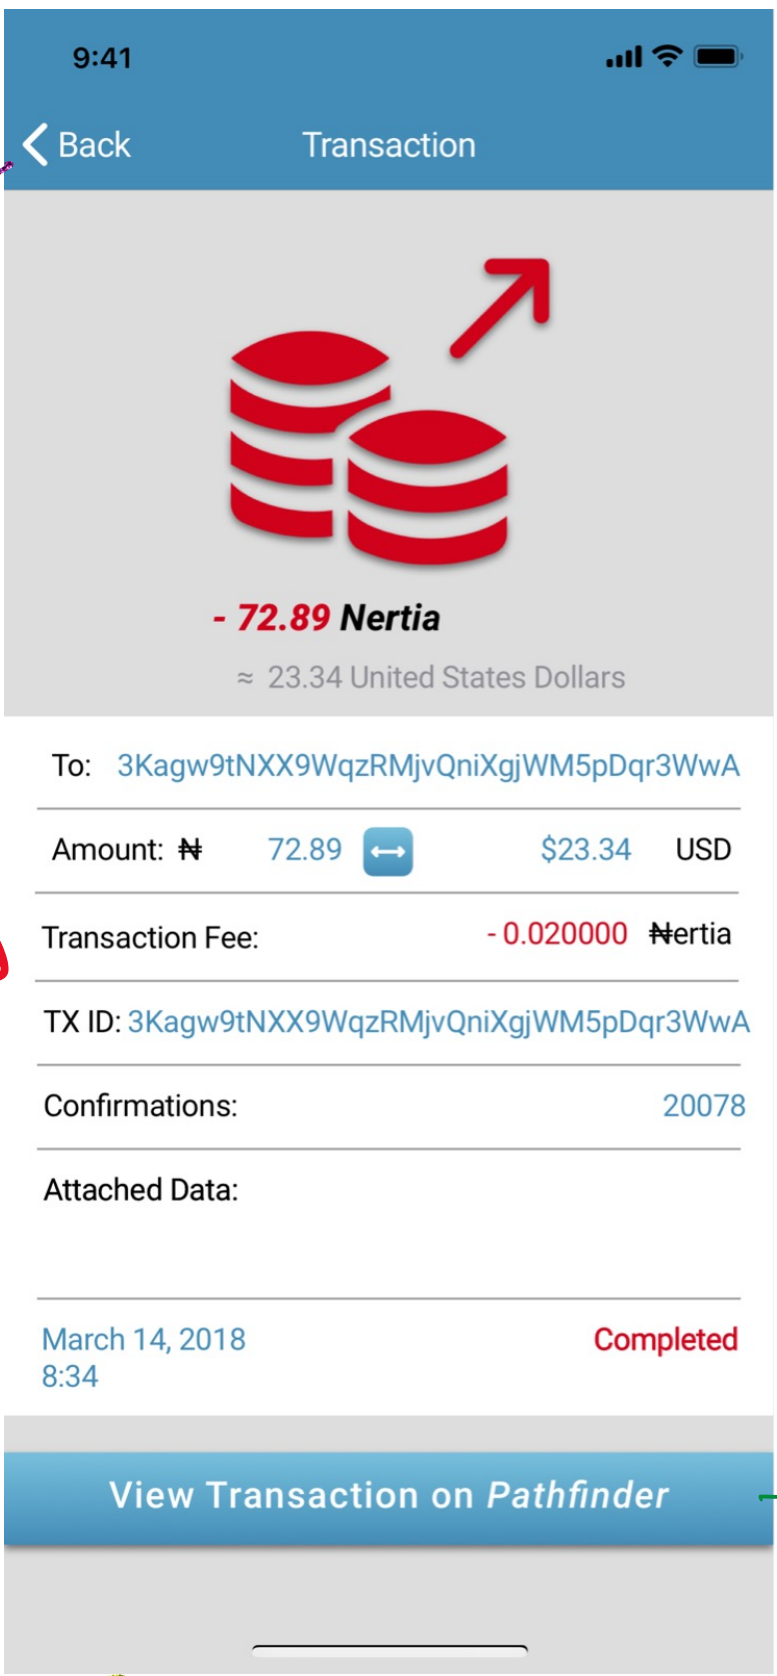 9:41
Back
Transaction
- 72.89 Nertia
≈ 23.34 United States Dollars
To: 3Kagw9tNXX9WqzRMjvQniXgjWM5pDqr3WwA
Amount: ₦ 72.89 ↔ $23.34 USD
Transaction Fee: - 0.020000 ₦ertia
TX ID: 3Kagw9tNXX9WqzRMjvQniXgjWM5pDqr3WwA
Confirmations: 20078
Attached Data:
March 14, 2018 Completed
8:34
View Transaction on Pathfinder